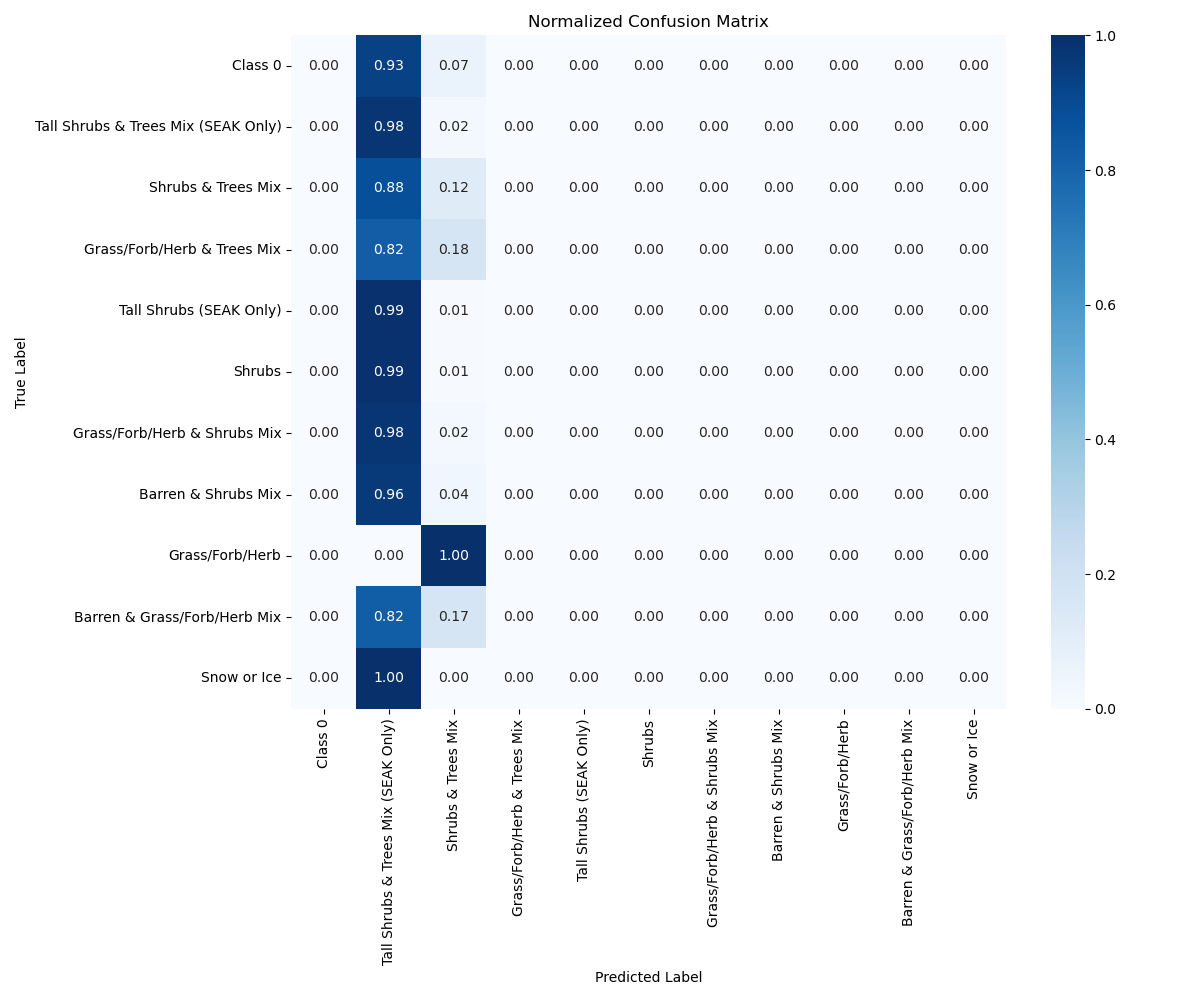 Normalized Confusion Matrix
Class 0 0.00 0.93 0.07 0.00 0.00 0.00 0.00 0.00 0.00 0.00 0.00 1.0
Tall Shrubs & Trees Mix (SEAK Only) 0.00 0.98 0.02 0.00 0.00 0.00 0.00 0.00 0.00 0.00 0.00
Shrubs & Trees Mix 0.00 0.88 0.12 0.00 0.00 0.00 0.00 0.00 0.00 0.00 0.00 0.8
Grass/Forb/Herb & Trees Mix 0.00 0.82 0.18 0.00 0.00 0.00 0.00 0.00 0.00 0.00 0.00
Tall Shrubs (SEAK Only) 0.00 0.99 0.01 0.00 0.00 0.00 0.00 0.00 0.00 0.00 0.00 0.6
True Label
Shrubs 0.00 0.99 0.01 0.00 0.00 0.00 0.00 0.00 0.00 0.00 0.00
Grass/Forb/Herb & Shrubs Mix 0.00 0.98 0.02 0.00 0.00 0.00 0.00 0.00 0.00 0.00 0.00 0.4
Barren & Shrubs Mix 0.00 0.96 0.04 0.00 0.00 0.00 0.00 0.00 0.00 0.00 0.00
Grass/Forb/Herb 0.00 0.00 1.00 0.00 0.00 0.00 0.00 0.00 0.00 0.00 0.00 0.2
Barren & Grass/Forb/Herb Mix 0.00 0.82 0.17 0.00 0.00 0.00 0.00 0.00 0.00 0.00 0.00
Snow or Ice 0.00 1.00 0.00 0.00 0.00 0.00 0.00 0.00 0.00 0.00 0.00 0.0
Class 0
Tall Shrubs & Trees Mix (SEAK Only)
Shrubs & Trees Mix
Grass/Forb/Herb & Trees Mix
Tall Shrubs (SEAK Only)
Shrubs
Grass/Forb/Herb & Shrubs Mix
Barren & Shrubs Mix
Grass/Forb/Herb
Barren & Grass/Forb/Herb Mix
Snow or Ice
Predicted Label